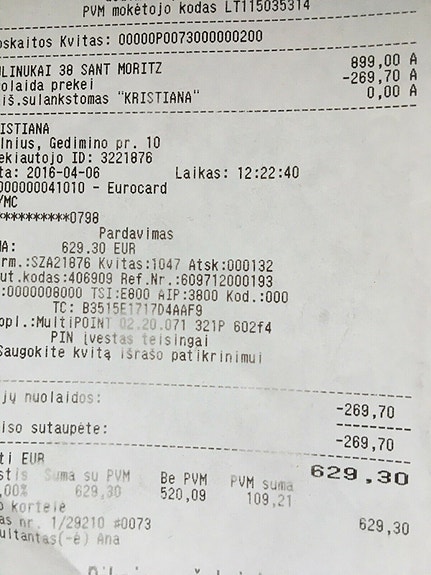 PVM mokėtojo kodas LT115035314
oskaitos Kvitas: 00000P0073000000200
LINUKAI 38 SANT MORITZ 899,00 A
olaida prekei -269,70 A
iš.sulankstomas "KRISTIANA" 0,00 A
ISTIANA
lnius, Gedimino pr. 10
ekiautojo ID: 3221876
ta: 2016-04-06 Laikas: 12:22:40
000000041010 - Eurocard
/MC
**********0798
Pardavimas
MA: 629.30 EUR
rm.:SZA21876 Kvitas:1047 Atsk:000132
ut.kodas:406909 Ref.Nr.:609712000193
:0000008000 TSI:E800 AIP:3800 Kod.:000
TC: B3515E1717D4AAF9
opl.:MultiPOINT 02.20.071 321P 602f4
PIN įvestas teisingai
Saugokite kvitą išrašo patikrinimui
jų nuolaidos: -269,70
iso sutaupėte: -269,70
ti EUR 629,30
stis Suma su PVM Be PVM PVM suma
,00% 629,30 520,09 109,21
o kortelė 629,30
as nr. 1/29210 #0073
ultantas(-ė) Ana